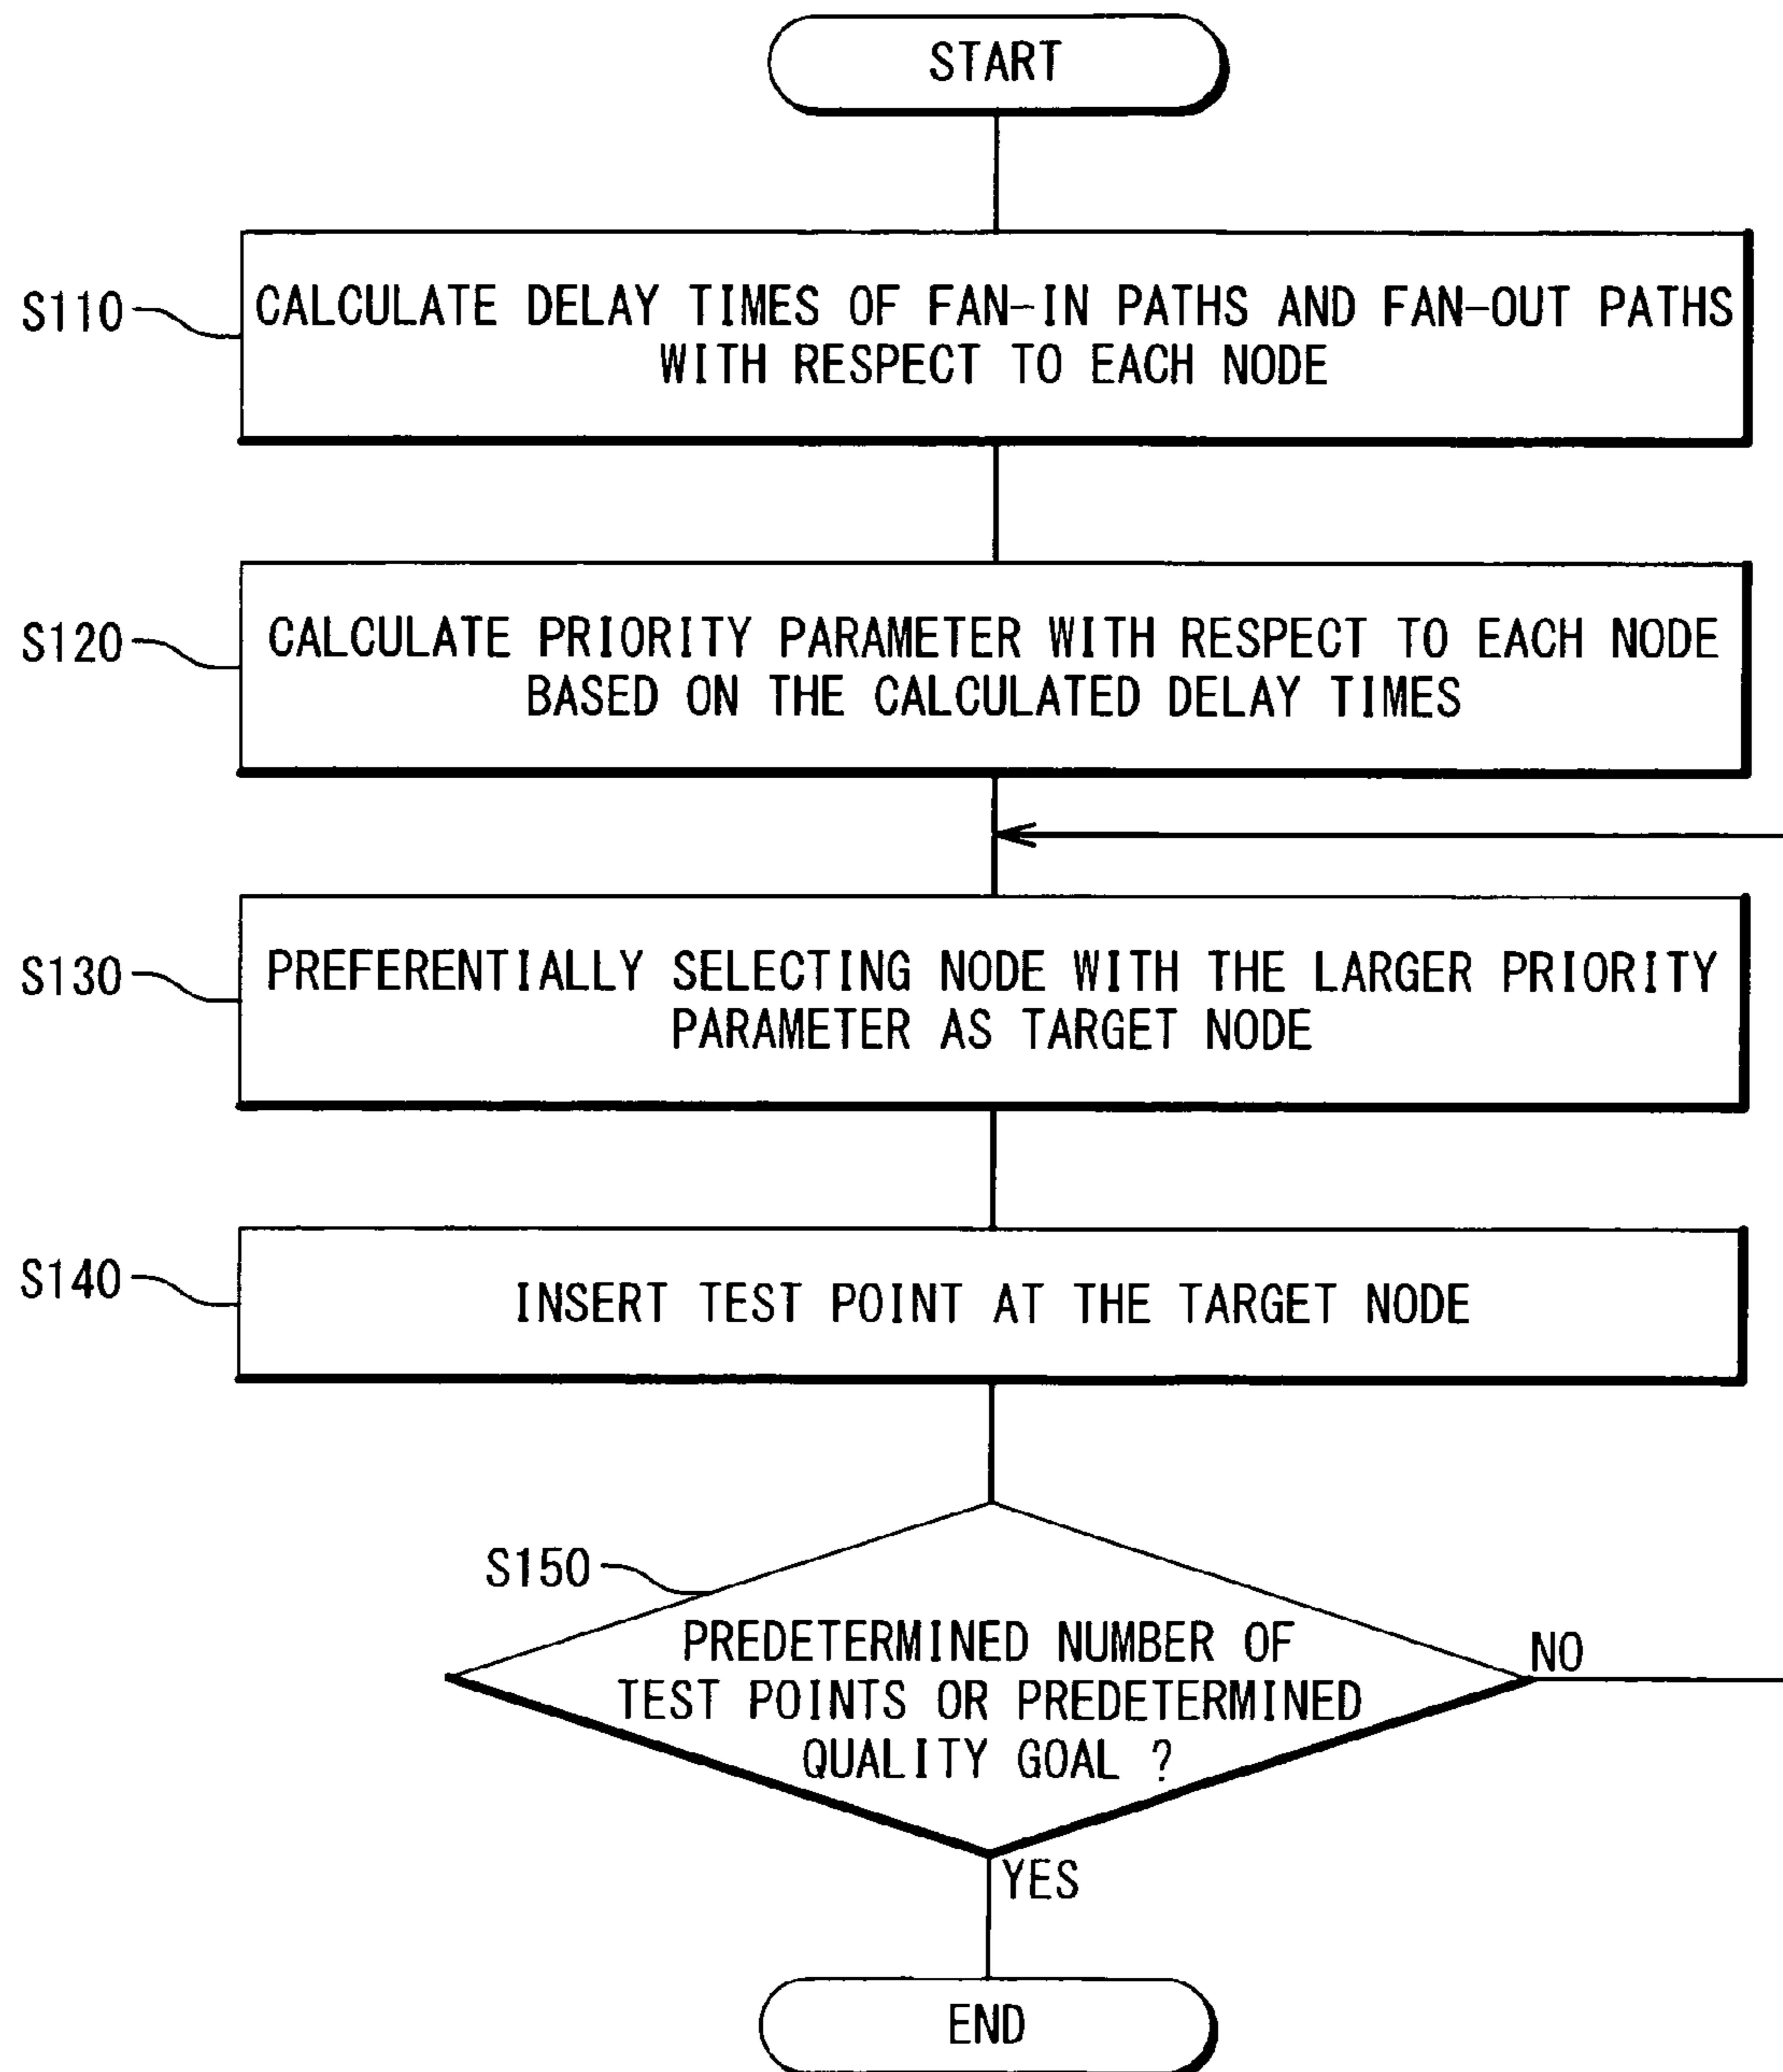 START
S110
CALCULATE DELAY TIMES OF FAN-IN PATHS AND FAN-OUT PATHS
WITH RESPECT TO EACH NODE
S120
CALCULATE PRIORITY PARAMETER WITH RESPECT TO EACH NODE
BASED ON THE CALCULATED DELAY TIMES
S130
PREFERENTIALLY SELECTING NODE WITH THE LARGER PRIORITY
PARAMETER AS TARGET NODE
S140
INSERT TEST POINT AT THE TARGET NODE
S150
PREDETERMINED NUMBER OF
TEST POINTS OR PREDETERMINED
QUALITY GOAL ?
NO
YES
END